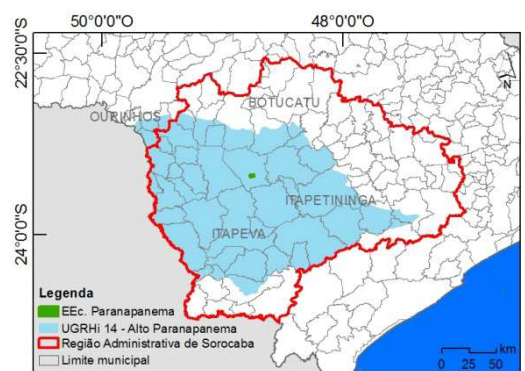 50°0'0"O 48°0'0"O
22°30'0"S
N
BOTUCATU
OURINHOS
ITAPETININGA
ITAPEVA
24°0'0"S
Legenda
EEc. Paranapanema
UGRHi 14 - Alto Paranapanema
Região Administrativa de Sorocaba
Limite municipal
0 25 50
km